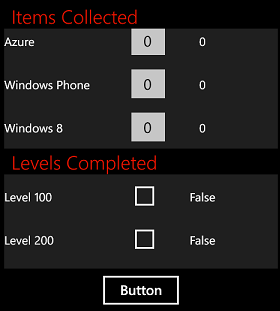 Items Collected
Azure 0 0
Windows Phone 0 0
Windows 8 0 0
Levels Completed
Level 100 False
Level 200 False
Button